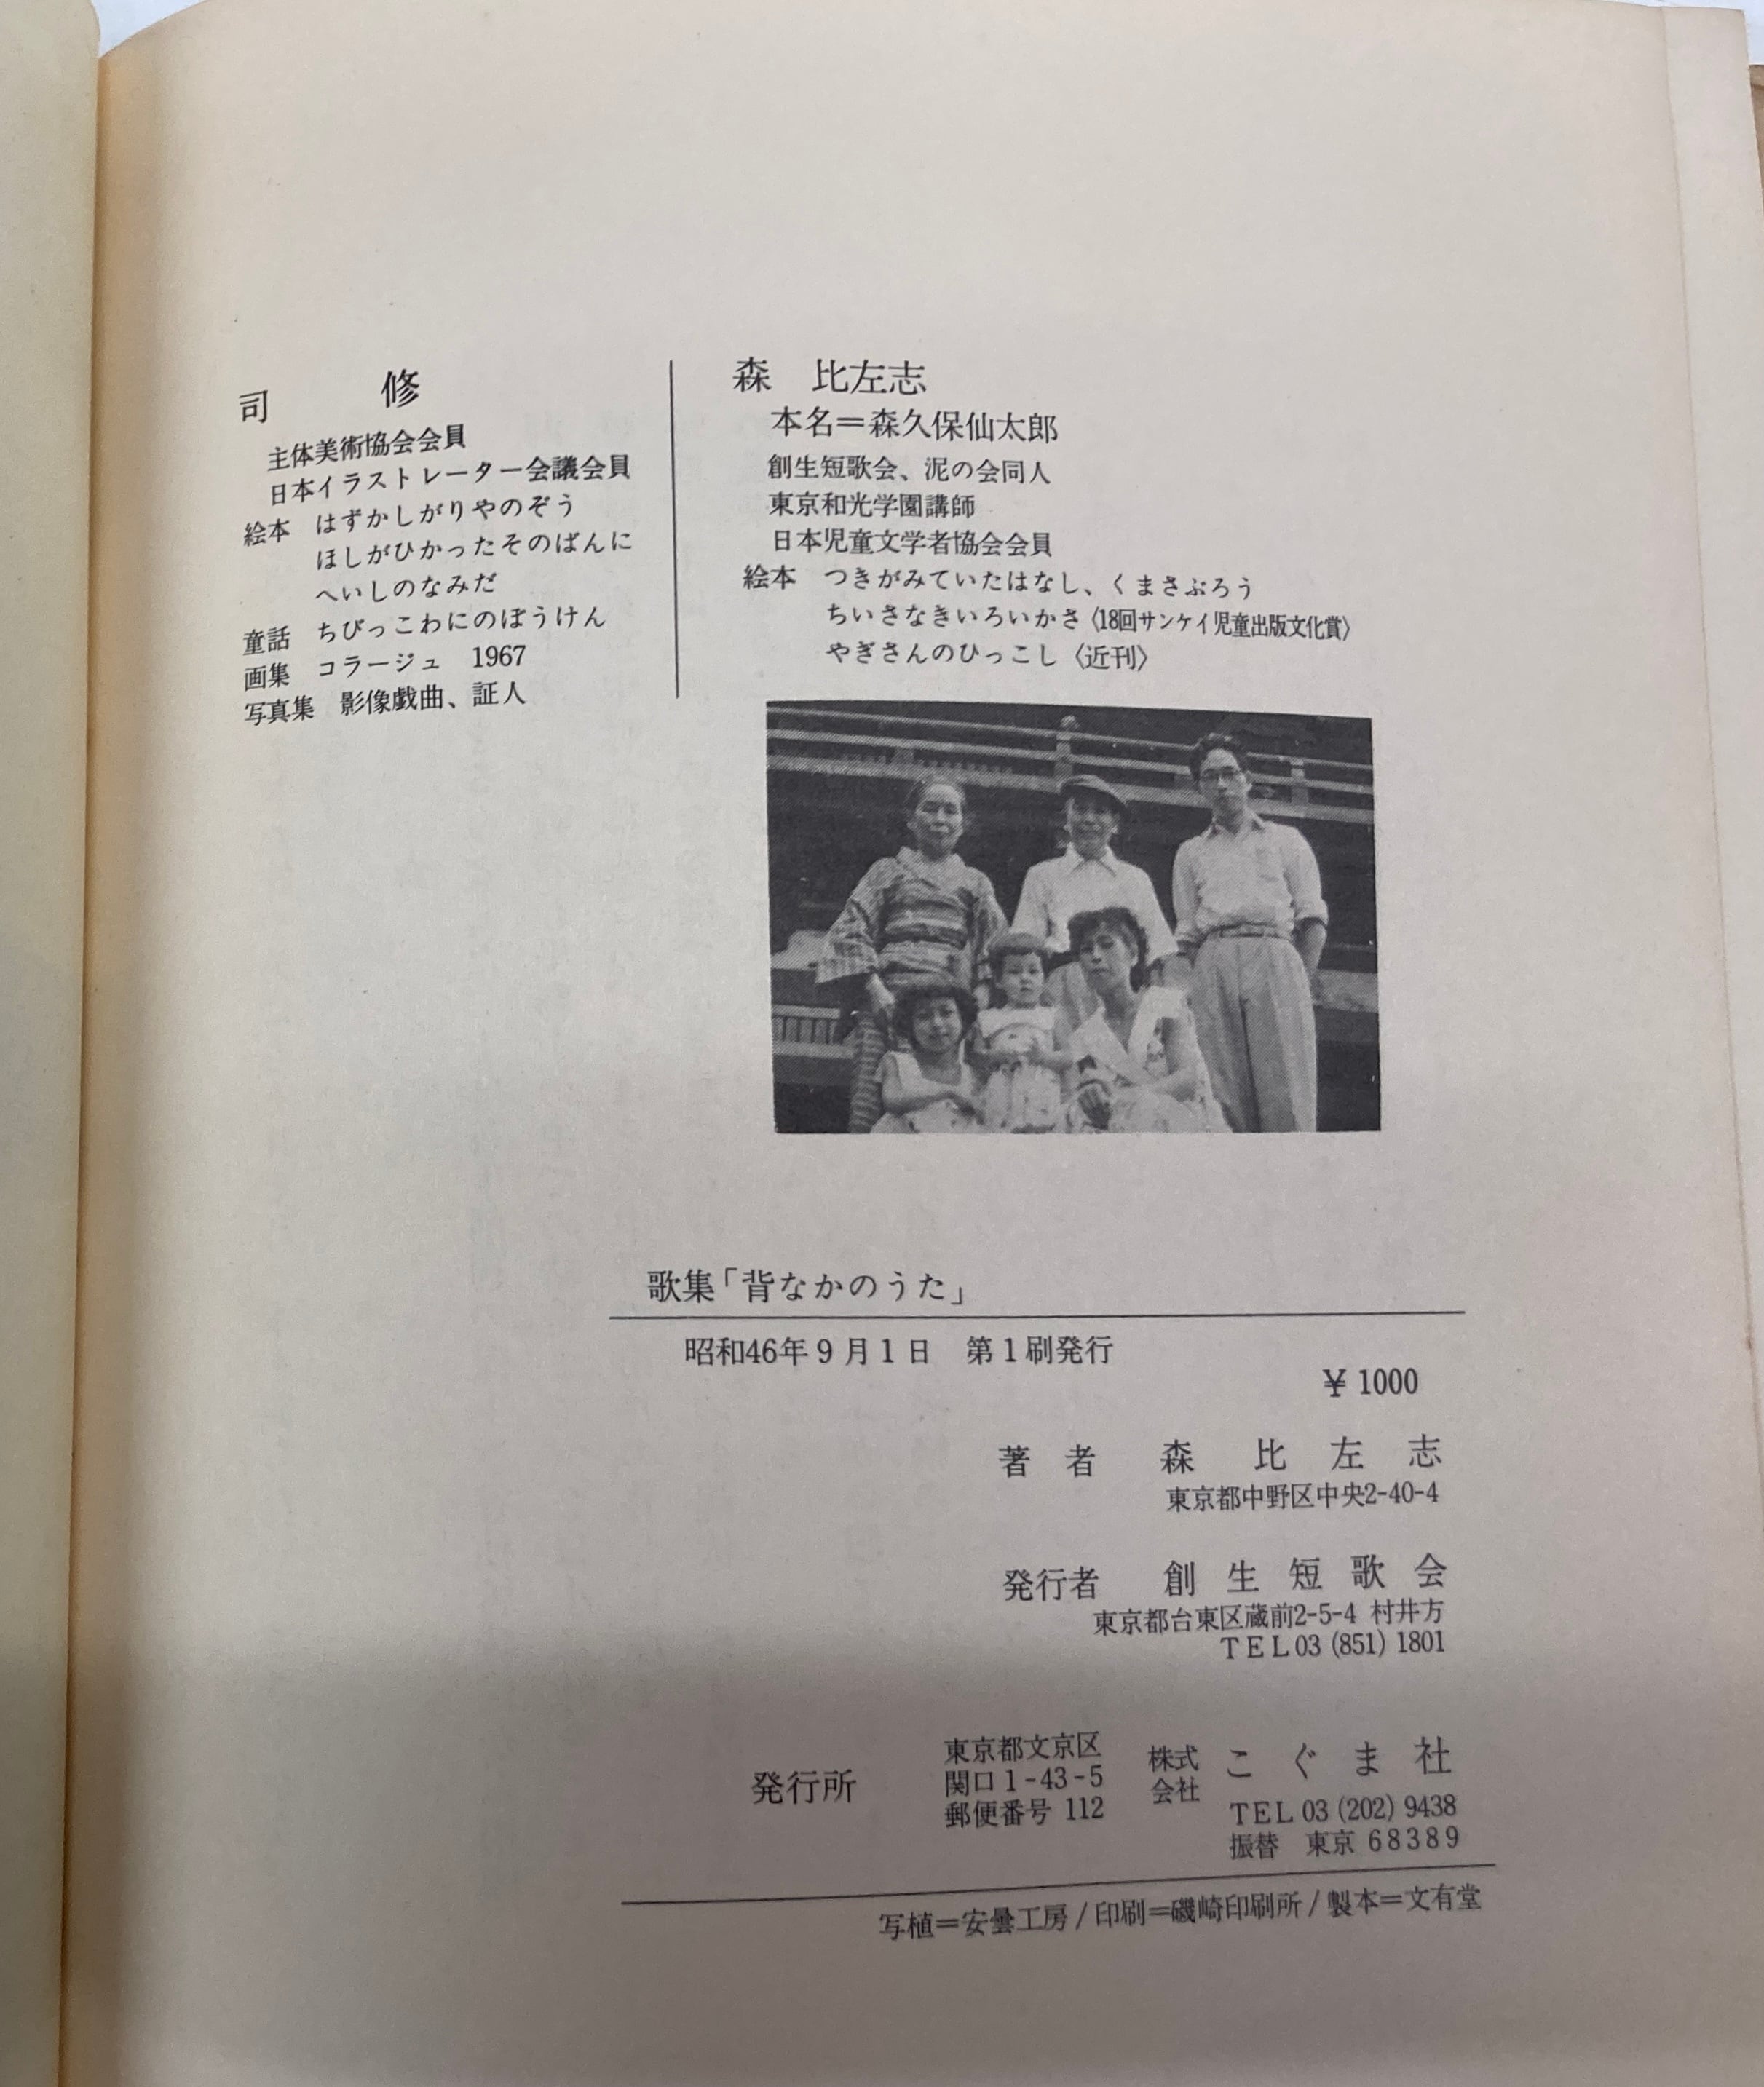 森　比左志
本名＝森久保仙太郎
創生短歌会、泥の会同人
東京和光学園講師
日本児童文学者協会会員
絵本　つきがみていたはなし、くまさぶろう
ちいさなきいろいかさ〈18回サンケイ児童出版文化賞〉
やぎさんのひっこし〈近刊〉
司　修
主体美術協会会員
日本イラストレーター会議会員
絵本　はずかしがりやのぞう
ほしがひかったそのばんに
へいしのなみだ
童話　ちびっこわにのぼうけん
画集　コラージュ　1967
写真集　影像戯曲、証人
歌集「背なかのうた」
昭和46年9月1日　第1刷発行
¥1000
著者　森比左志
東京都中野区中央2-40-4
発行者　創生短歌会
東京都台東区蔵前2-5-4 村井方
TEL03 (851) 1801
発行所
東京都文京区
関口1-43-5
郵便番号 112
株式会社　こぐま社
TEL 03 (202) 9438
振替　東京 68389
写植＝安曇工房/印刷＝磯崎印刷所/製本＝文有堂